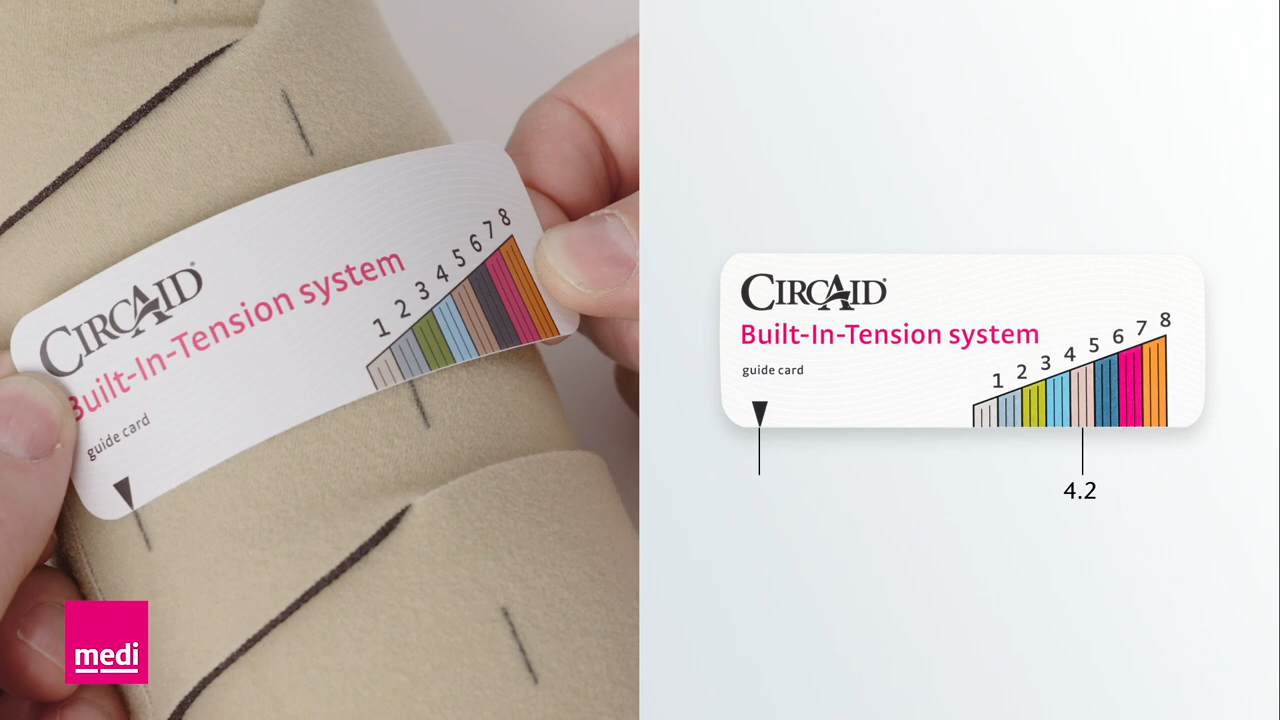 CIRCAID
Built-In-Tension system
guide card
1 2 3 4 5 6 7 8
medi
CIRCAID®
Built-In-Tension system
guide card
1 2 3 4 5 6 7 8
4.2